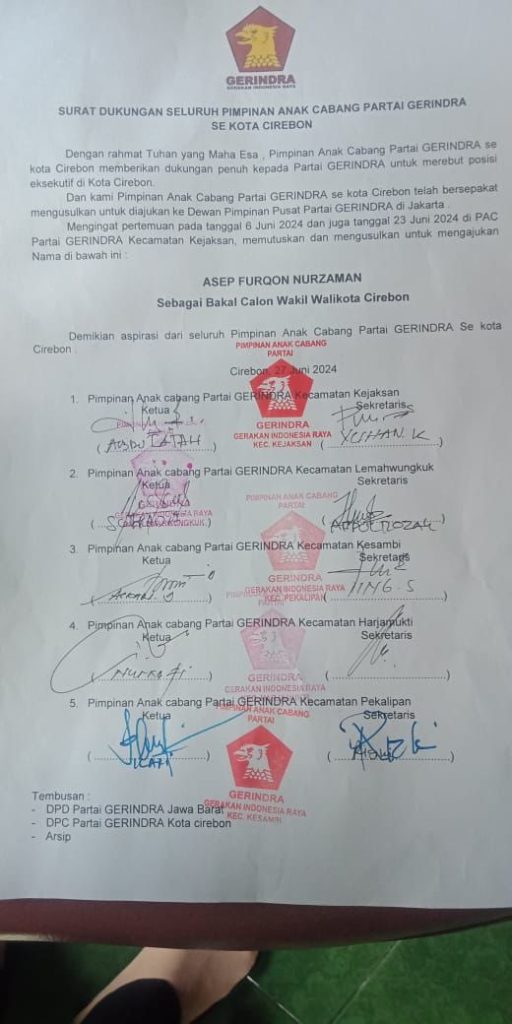 GERINDRA
GERAKAN INDONESIA RAYA
SURAT DUKUNGAN SELURUH PIMPINAN ANAK CABANG PARTAI GERINDRA
SE KOTA CIREBON
Dengan rahmat Tuhan yang Maha Esa , Pimpinan Anak Cabang Partai GERINDRA se
kota Cirebon memberikan dukungan penuh kepada Partai GERINDRA untuk merebut posisi
eksekutif di Kota Cirebon.
Dan kami Pimpinan Anak Cabang Partai GERINDRA se kota Cirebon telah bersepakat
mengusulkan untuk diajukan ke Dewan Pimpinan Pusat Partai GERINDRA di Jakarta .
Mengingat pertemuan pada tanggal 6 Juni 2024 dan juga tanggal 23 Juni 2024 di PAC
Partai GERINDRA Kecamatan Kejaksan, memutuskan dan mengusulkan untuk mengajukan
Nama di bawah ini :
ASEP FURQON NURZAMAN
Sebagai Bakal Calon Wakil Walikota Cirebon
Demikian aspirasi dari seluruh Pimpinan Anak Cabang Partai GERINDRA Se kota
Cirebon .
PIMPINAN ANAK CABANG
PARTAI
Cirebon, 27 Juni 2024
1. Pimpinan Anak cabang Partai GERINDRA Kecamatan Kejaksan
Ketua Sekretaris
GERINDRA
GERAKAN INDONESIA RAYA
KEC. KEJAKSAN
2. Pimpinan Anak cabang Partai GERINDRA Kecamatan Lemahwungkuk
Ketua Sekretaris
PIMPINAN ANAK CABANG
PARTAI
3. Pimpinan Anak cabang Partai GERINDRA Kecamatan Kesambi
Ketua Sekretaris
GERINDRA
GERAKAN INDONESIA RAYA
KEC. PEKALIPAN
4. Pimpinan Anak cabang Partai GERINDRA Kecamatan Harjamukti
Ketua Sekretaris
GERINDRA
GERAKAN INDONESIA RAYA
5. Pimpinan Anak cabang Partai GERINDRA Kecamatan Pekalipan
PIMPINAN ANAK CABANG
PARTAI
Ketua Sekretaris
GERINDRA
GERAKAN INDONESIA RAYA
KEC. KESAMBI
Tembusan :
- DPD Partai GERINDRA Jawa Barat
- DPC Partai GERINDRA Kota cirebon
- Arsip